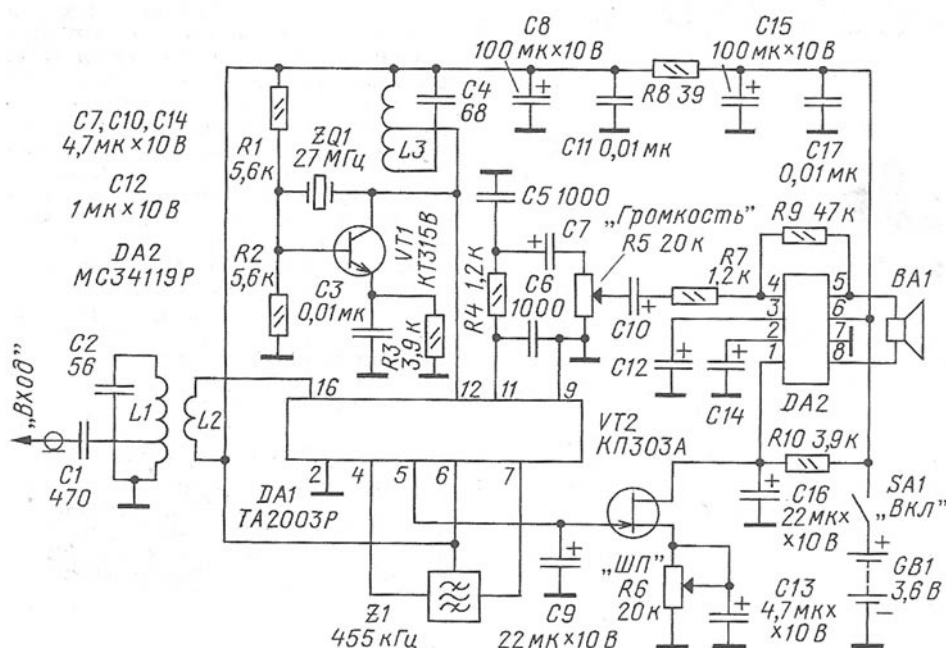 C8
100 мк×10 В
C15
100 мк×10 В
C4
68
R8 39
C7, C10, C14
4,7 мк×10 В
C12
1 мк×10 В
DA2
MC34119P
R1
5,6 к
ZQ1
27 МГц
L3
C11 0,01 мк
C17
0,01 мк
C5 1000
„Громкость"
R5 20 к
R9 47 к
R2
5,6 к
VT1
КТ315В
C3
0,01 мк
R3
3,9 к
R4 1,2 к
C7
C6
1000
C10
R7
1,2 к
4
3
2
1
5
6
7
8
BA1
C12
C14
DA2
„Вход"
C2
56
L1
L2
C1
470
16
12
11
9
2
4
5
6
7
DA1
TA2003P
VT2
КП303А
R10 3,9 к
C16
22 мк×
×10 В
SA1
„Вкл"
+
GB1
3,6 В
−
„ШП"
R6
20 к
C13
4,7 мк×
×10 В
Z1
455 кГц
C9
22 мк×10 В